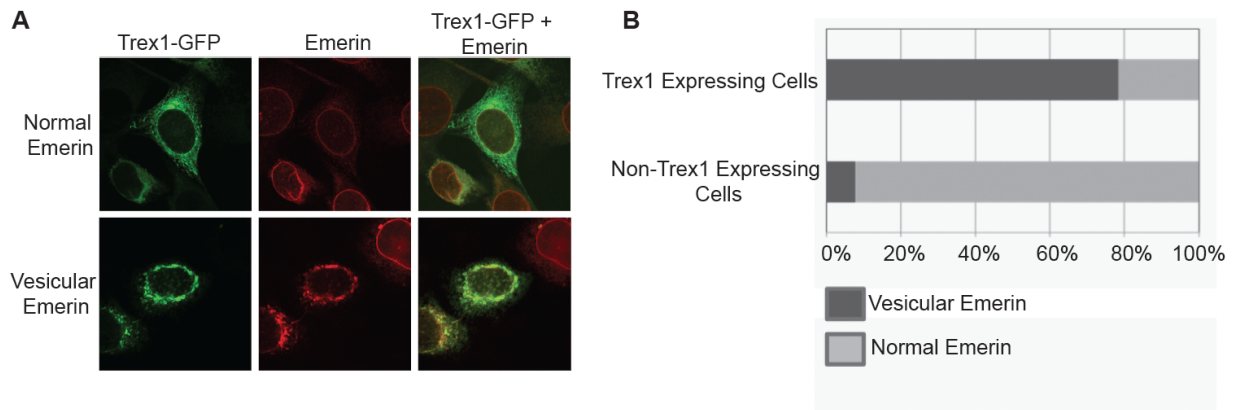 A
Trex1-GFP
Emerin
Trex1-GFP +
Emerin
Normal
Emerin
Vesicular
Emerin
B
Trex1 Expressing Cells
Non-Trex1 Expressing
Cells
0% 20% 40% 60% 80% 100%
Vesicular Emerin
Normal Emerin